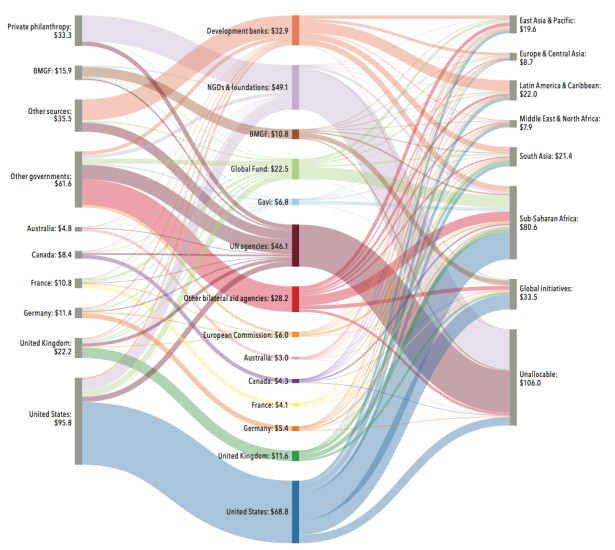 Private philanthropy:
$33.3
BMGF: $15.9
Other sources:
$35.5
Other governments:
$61.6
Australia: $4.8
Canada: $8.4
France: $10.8
Germany: $11.4
United Kingdom:
$22.2
United States:
$95.8
Development banks: $32.9
NGOs & foundations: $49.1
BMGF: $10.8
Global Fund: $22.5
Gavi: $6.8
UN agencies: $46.1
Other bilateral aid agencies: $28.2
European Commission: $6.0
Australia: $3.0
Canada: $4.3
France: $4.1
Germany: $5.4
United Kingdom: $11.6
United States: $68.8
East Asia & Pacific:
$19.6
Europe & Central Asia:
$8.7
Latin America & Caribbean:
$22.0
Middle East & North Africa:
$7.9
South Asia: $21.4
Sub-Saharan Africa:
$80.6
Global initiatives:
$33.5
Unallocable:
$106.0